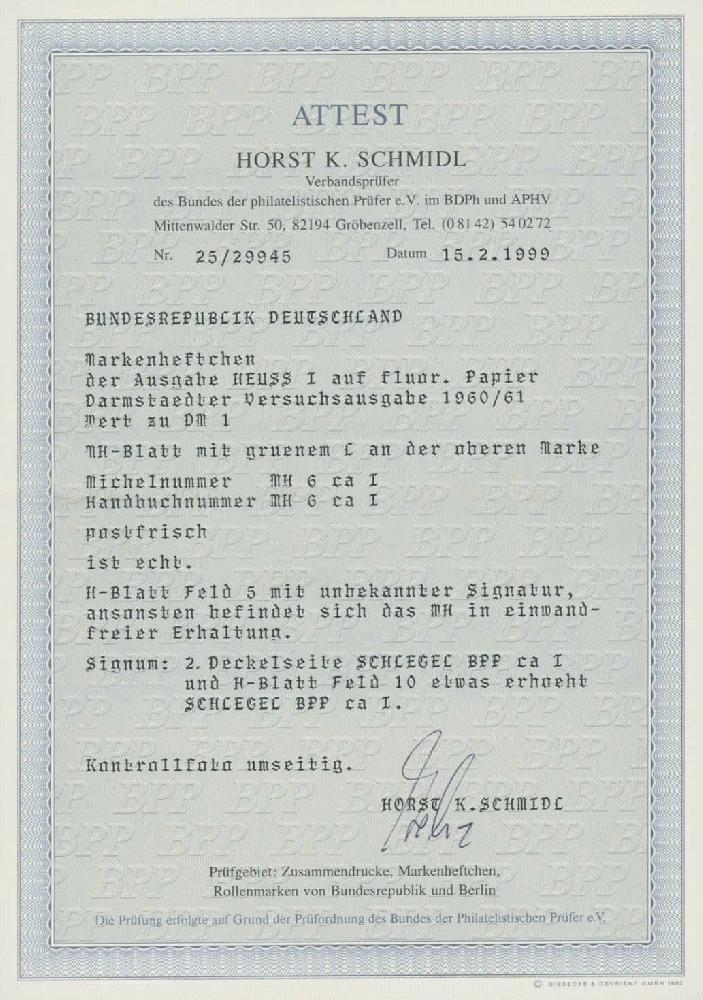 ATTEST
HORST K. SCHMIDL
Verbandsprüfer
des Bundes der philatelistischen Prüfer e.V. im BDPh und APHV
Mittenwalder Str. 50, 82194 Gröbenzell, Tel. (0 81 42) 54 02 72
Nr. 25/29945 Datum 15.2.1999
BUNDESREPUBLIK DEUTSCHLAND
Markenheftchen
der Ausgabe HEUSS I auf fluor. Papier
Darmstaedter Versuchsausgabe 1960/61
Wert zu DM 1
MH-Blatt mit gruenem L an der oberen Marke
Michelnummer MH 6 ca I
Handbuchnummer MH 6 ca I
postfrisch
ist echt.
H-Blatt Feld 5 mit unbekannter Signatur,
ansonsten befindet sich das MH in einwand-
freier Erhaltung.
Signum: 2. Deckelseite SCHLEGEL BPP ca I
und H-Blatt Feld 10 etwas erhoeht
SCHLEGEL BPP ca I.
Kontrollfoto umseitig.
HORST K.SCHMIDL
Prüfgebiet: Zusammendrucke, Markenheftchen,
Rollenmarken von Bundesrepublik und Berlin
Die Prüfung erfolgte auf Grund der Prüfordnung des Bundes der Philatelistischen Prüfer e.V.
© GIESECKE & DEVRIENT GMBH 1992